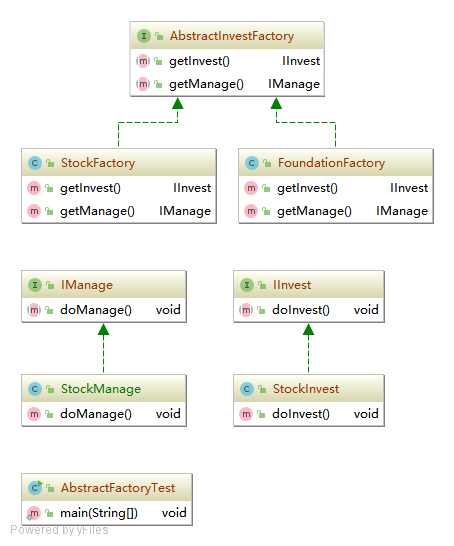 AbstractInvestFactory
getInvest() IInvest
getManage() IManage
StockFactory
getInvest() IInvest
getManage() IManage
FoundationFactory
getInvest() IInvest
getManage() IManage
IManage
doManage() void
IInvest
doInvest() void
StockManage
doManage() void
StockInvest
doInvest() void
AbstractFactoryTest
main(String[]) void
Powered by yFiles